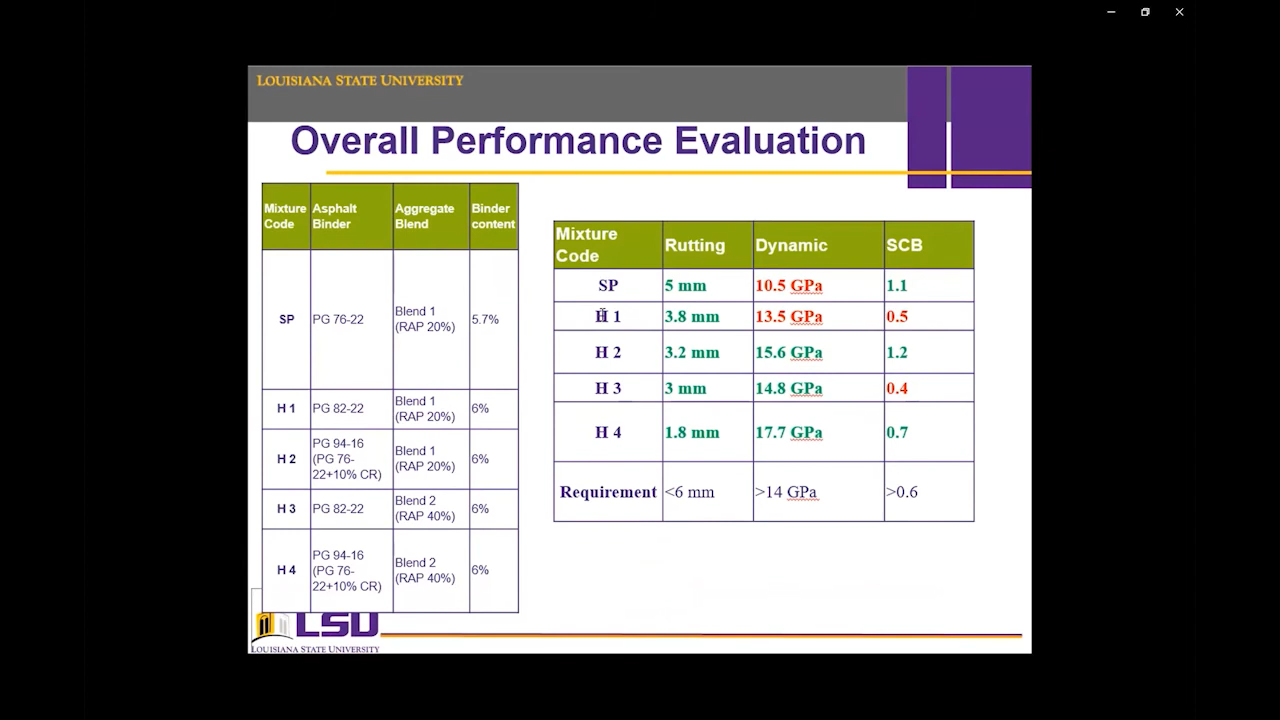 LOUISIANA STATE UNIVERSITY
Overall Performance Evaluation
Mixture Code Asphalt Binder Aggregate Blend Binder content
SP PG 76-22 Blend 1 (RAP 20%) 5.7%
H 1 PG 82-22 Blend 1 (RAP 20%) 6%
H 2 PG 94-16 (PG 76-22+10% CR) Blend 1 (RAP 20%) 6%
H 3 PG 82-22 Blend 2 (RAP 40%) 6%
H 4 PG 94-16 (PG 76-22+10% CR) Blend 2 (RAP 40%) 6%
Mixture Code Rutting Dynamic SCB
SP 5 mm 10.5 GPa 1.1
H 1 3.8 mm 13.5 GPa 0.5
H 2 3.2 mm 15.6 GPa 1.2
H 3 3 mm 14.8 GPa 0.4
H 4 1.8 mm 17.7 GPa 0.7
Requirement <6 mm >14 GPa >0.6
LSU
LOUISIANA STATE UNIVERSITY